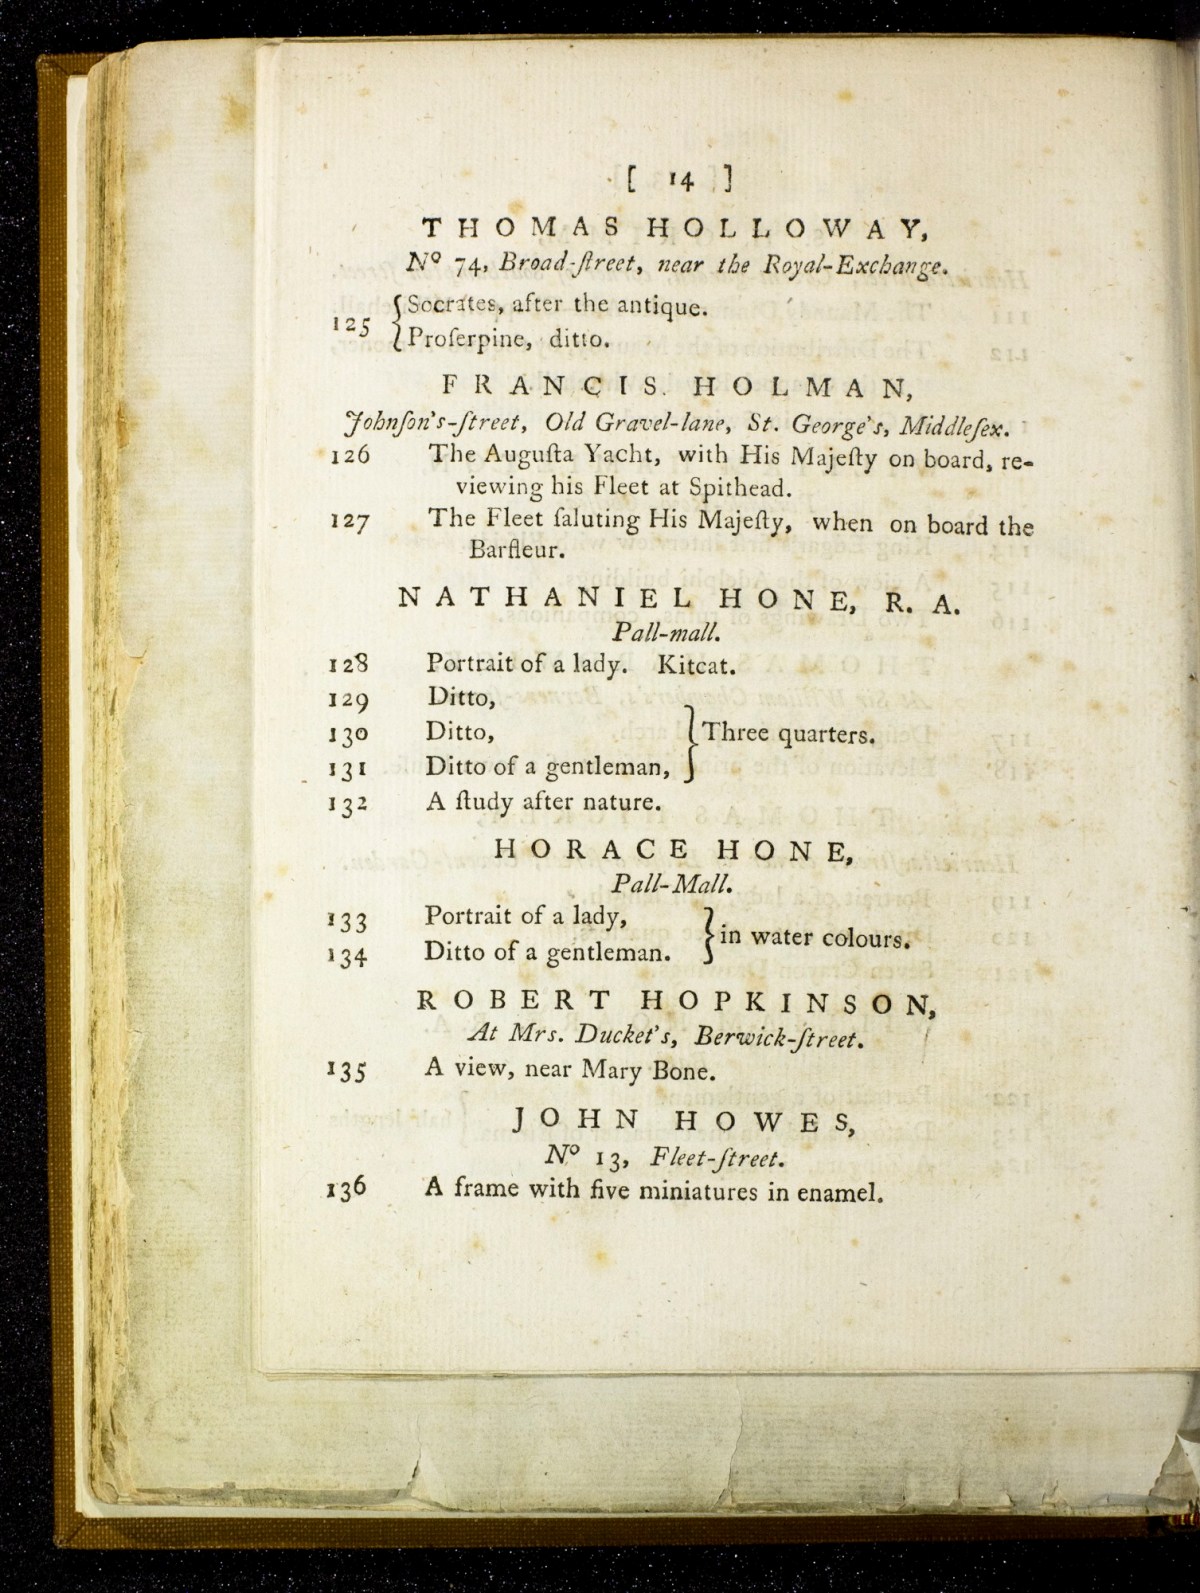 [ 14 ]
THOMAS HOLLOWAY,
Nº 74, Broad-ſtreet, near the Royal-Exchange.
125 {Socrates, after the antique.
{Proſerpine, ditto.
FRANCIS HOLMAN,
Johnſon's-ſtreet, Old Gravel-lane, St. George's, Middleſex.
126 The Auguſta Yacht, with His Majeſty on board, re-
viewing his Fleet at Spithead.
127 The Fleet ſaluting His Majeſty, when on board the
Barfleur.
NATHANIEL HONE, R. A.
Pall-mall.
128 Portrait of a lady. Kitcat.
129 Ditto,
130 Ditto, } Three quarters.
131 Ditto of a gentleman,
132 A ſtudy after nature.
HORACE HONE,
Pall-Mall.
133 Portrait of a lady, } in water colours.
134 Ditto of a gentleman.
ROBERT HOPKINSON,
At Mrs. Ducket's, Berwick-ſtreet.
135 A view, near Mary Bone.
JOHN HOWES,
Nº 13, Fleet-ſtreet.
136 A frame with five miniatures in enamel.